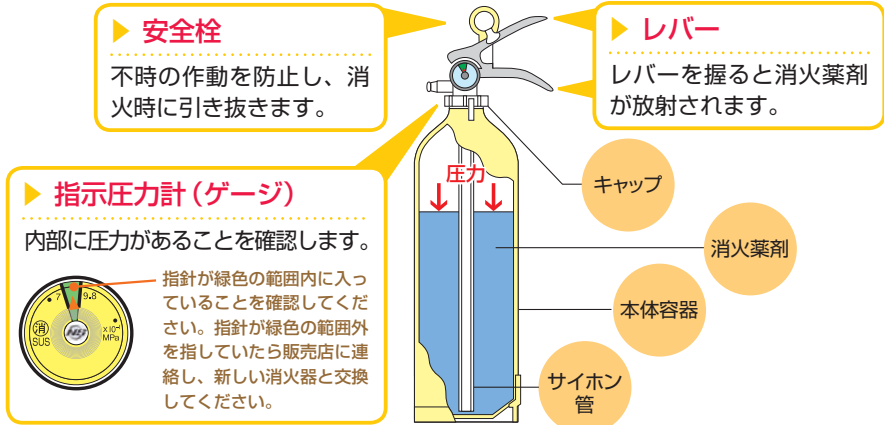 安全栓
不時の作動を防止し、消
火時に引き抜きます。
レバー
レバーを握ると消火薬剤
が放射されます。
指示圧力計（ゲージ）
内部に圧力があることを確認します。
指針が緑色の範囲内に入っ
ていることを確認してくだ
さい。指針が緑色の範囲外
を指していたら販売店に連
絡し、新しい消火器と交換
してください。
7 9.8
消
SUS
NS
×10⁻¹
MPa
圧力
キャップ
消火薬剤
本体容器
サイホン
管